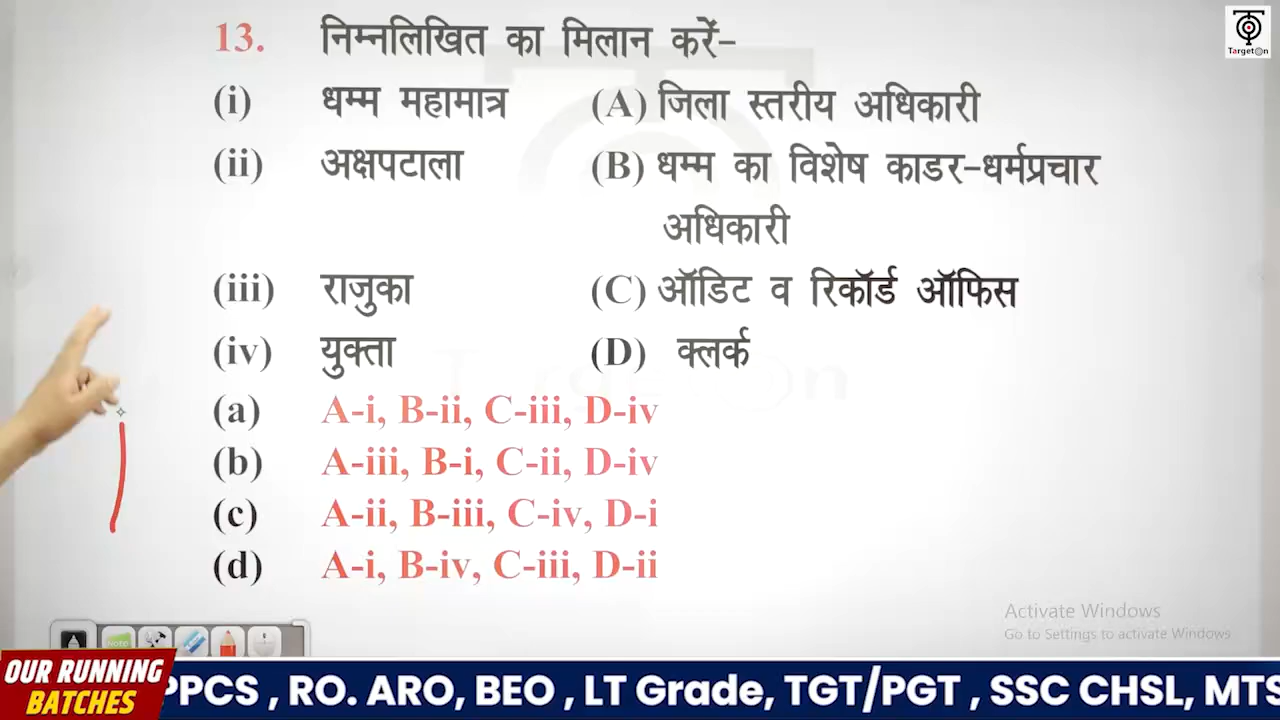 TargetOn
13. निम्नलिखित का मिलान करें-
(i) धम्म महामात्र (A) जिला स्तरीय अधिकारी
(ii) अक्षपटाला (B) धम्म का विशेष काडर-धर्मप्रचार
अधिकारी
(iii) राजुका (C) ऑडिट व रिकॉर्ड ऑफिस
(iv) युक्ता (D) क्लर्क
(a) A-i, B-ii, C-iii, D-iv
(b) A-iii, B-i, C-ii, D-iv
(c) A-ii, B-iii, C-iv, D-i
(d) A-i, B-iv, C-iii, D-ii
Activate Windows
Go to Settings to activate Windows
NOTE
OUR RUNNING
BATCHES
PPCS , RO. ARO, BEO , LT Grade, TGT/PGT , SSC CHSL, MTS